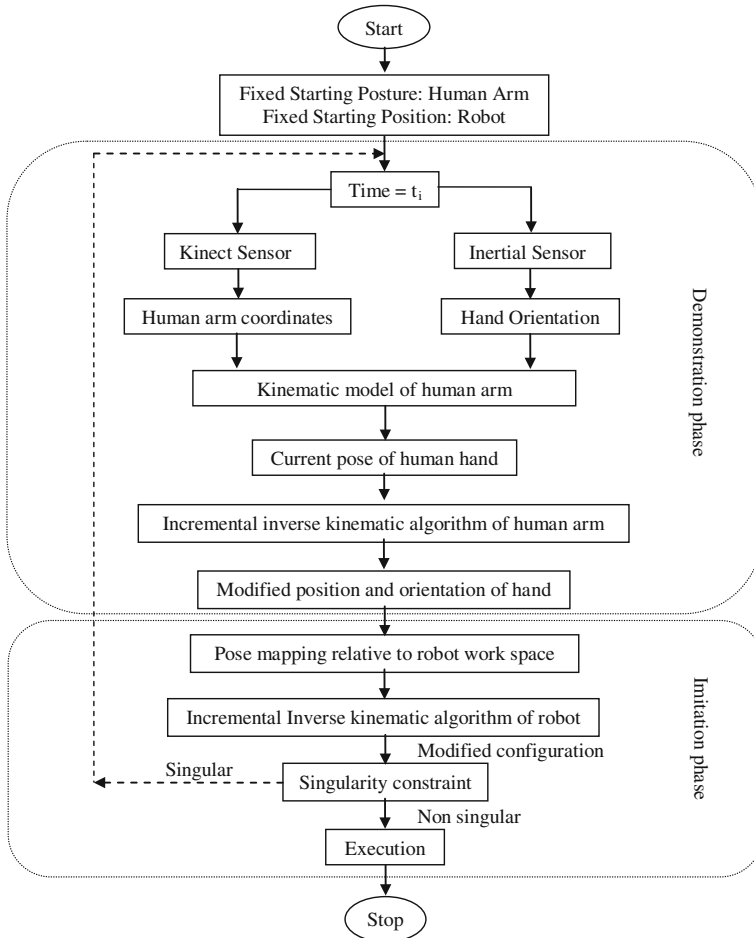 Start
Fixed Starting Posture: Human Arm
Fixed Starting Position: Robot
Time = tᵢ
Kinect Sensor
Inertial Sensor
Human arm coordinates
Hand Orientation
Kinematic model of human arm
Current pose of human hand
Incremental inverse kinematic algorithm of human arm
Modified position and orientation of hand
Demonstration phase
Pose mapping relative to robot work space
Incremental Inverse kinematic algorithm of robot
Modified configuration
Singular
Singularity constraint
Non singular
Execution
Imitation phase
Stop